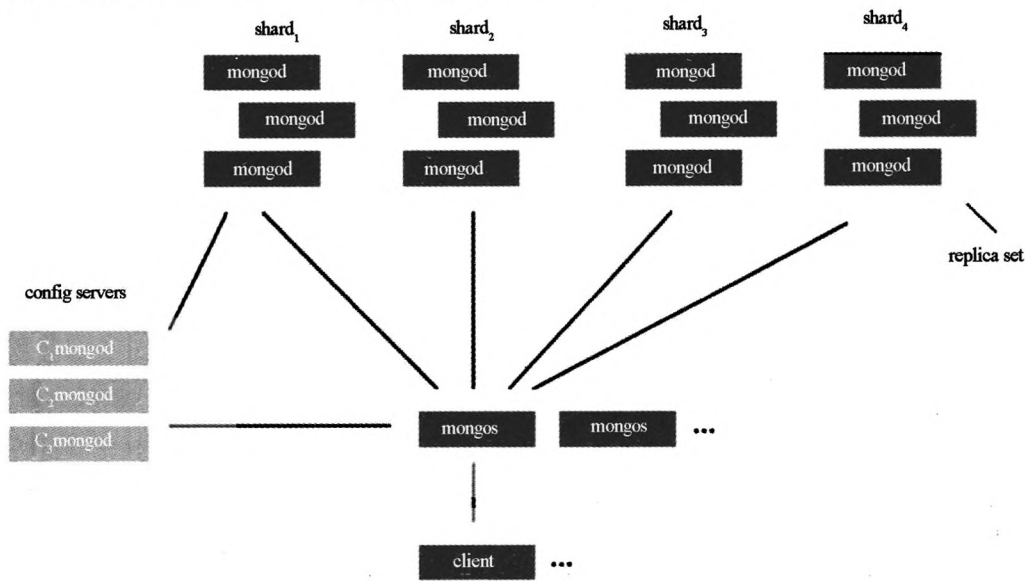 shard₁ shard₂ shard₃ shard₄
mongod mongod mongod mongod
mongod mongod mongod mongod
mongod mongod mongod mongod
replica set
config servers
C₁mongod
C₂mongod
C₃mongod
mongos mongos ...
client ...